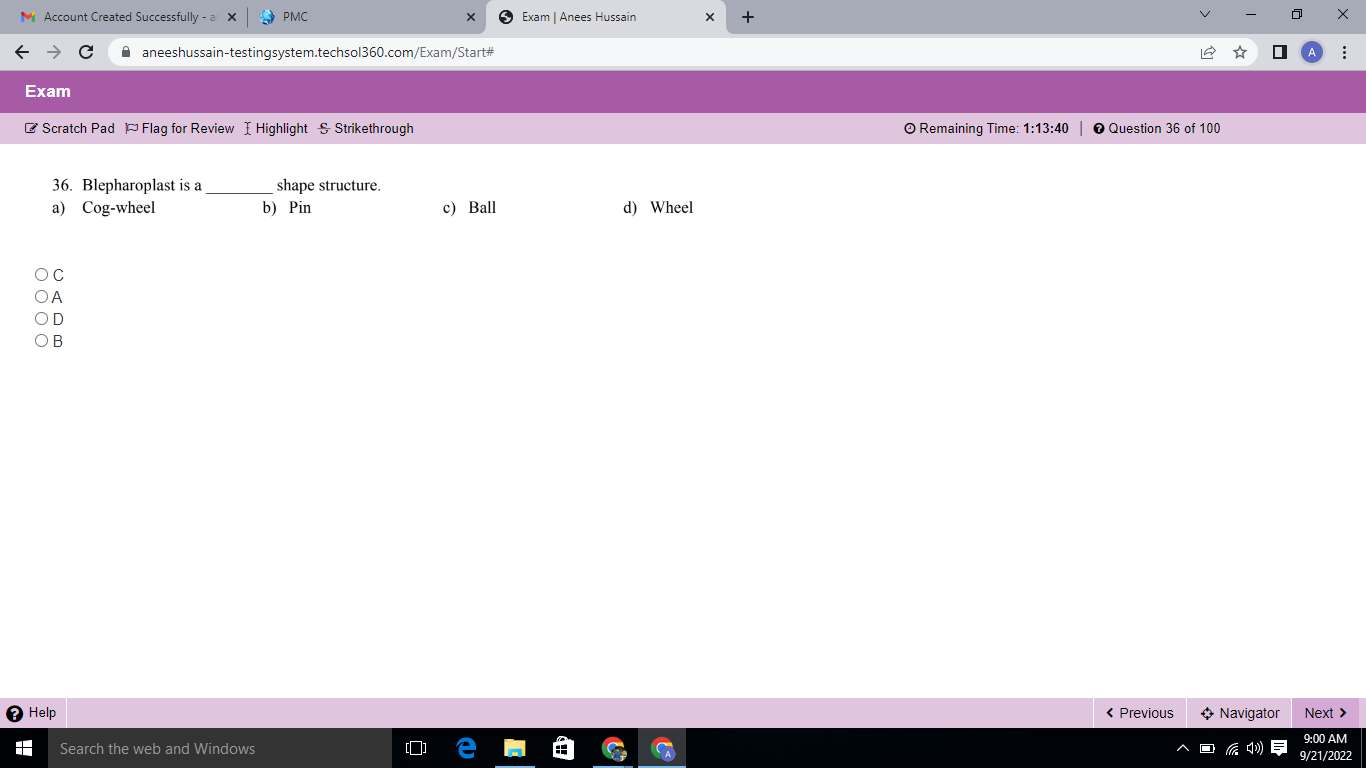 Account Created Successfully - a
PMC
Exam | Anees Hussain
aneeshussain-testingsystem.techsol360.com/Exam/Start#
A
Exam
Scratch Pad Flag for Review Highlight S Strikethrough
Remaining Time: 1:13:40 | Question 36 of 100
36. Blepharoplast is a ________ shape structure.
a) Cog-wheel b) Pin c) Ball d) Wheel
C
A
D
B
Help
Previous Navigator Next
Search the web and Windows
A
9:00 AM
9/21/2022